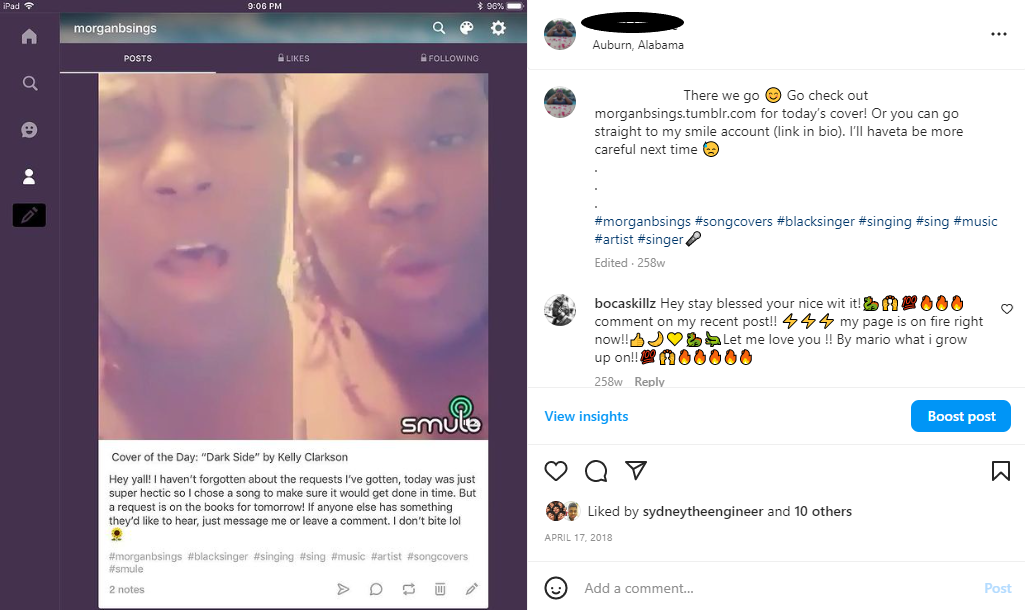 iPad 9:06 PM 96%
morganbsings
POSTS LIKES FOLLOWING
smule
Cover of the Day: “Dark Side” by Kelly Clarkson
Hey yall! I haven’t forgotten about the requests I’ve gotten, today was just
super hectic so I chose a song to make sure it would get done in time. But
a request is on the books for tomorrow! If anyone else has something
they’d like to hear, just message me or leave a comment. I don’t bite lol
🌻
#morganbsings #blacksinger #singing #sing #music #artist #songcovers
#smule
2 notes
Auburn, Alabama
There we go 😊 Go check out
morganbsings.tumblr.com for today’s cover! Or you can go
straight to my smile account (link in bio). I’ll haveta be more
careful next time 😓
.
.
.
#morganbsings #songcovers #blacksinger #singing #sing #music
#artist #singer🎤
Edited · 258w
bocaskillz Hey stay blessed your nice wit it!🐉🙌💯🔥🔥🔥
comment on my recent post!! ⚡⚡⚡ my page is on fire right
now!!👍🌙💛🐉🐍Let me love you !! By mario what i grow
up on!!💯🙌🔥🔥🔥🔥🔥
258w Reply
View insights Boost post
Liked by sydneytheengineer and 10 others
APRIL 17, 2018
Add a comment... Post